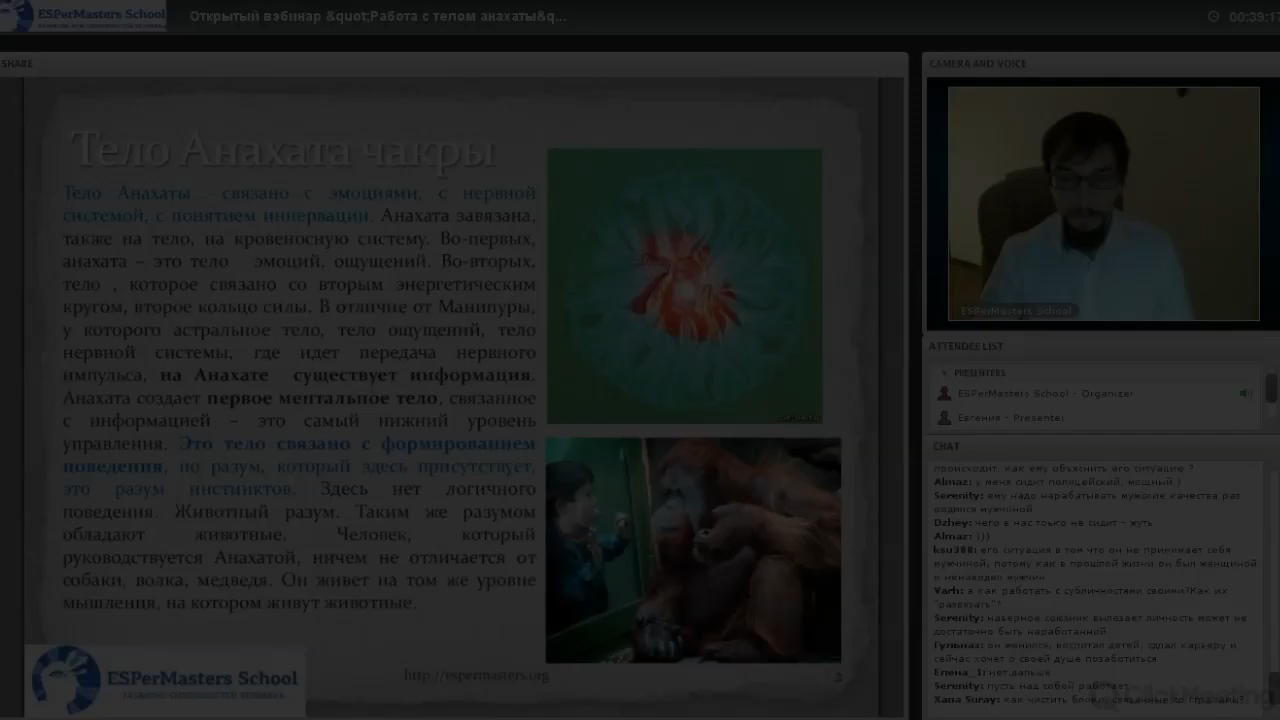 ESPerMasters School
Открытый вэбинар &quot;Работа с телом анахаты&q...
SHARE
Тело Анахата чакры
Тело Анахаты связано с эмоциями, с нервной
системой, с понятием иннервации. Анахата завязана,
также на тело, на кровеносную систему. Во-первых,
анахата – это тело эмоций, ощущений. Во-вторых,
тело , которое связано со вторым энергетическим
кругом, второе кольцо силы. В отличие от Манипуры,
у которого астральное тело, тело ощущений, тело
нервной системы, где идет передача нервного
импульса, на Анахате существует информация.
Анахата создает первое ментальное тело, связанное
с информацией – это самый нижний уровень
управления. Это тело связано с формированием
поведения, но разум, который здесь присутствует,
это разум инстинктов. Здесь нет логичного
поведения. Животный разум. Таким же разумом
обладают животные. Человек, который
руководствуется Анахатой, ничем не отличается от
собаки, волка, медведя. Он живет на том же уровне
мышления, на котором живут животные.
ESPerMasters School
http://espermasters.org
2
00:39:1
CAMERA AND VOICE
ESPerMasters School
ATTENDEE LIST
PRESENTERS
ESPerMasters School - Organizer
Евгения - Presenter
CHAT
происходит. как ему объяснить его ситуацию ?
Almaz: у меня сидит полицейский, мощный.)
Serenity: ему надо нарабатывать мужские качества раз
родился мужчиной
Dzhey: чего в нас только не сидит - жуть
Almaz: )))
ksu388: его ситуация в том что он не принимает себя
мужчиной, потому как в прошлой жизни он был женщиной
и ненавидел мужчин
Varh: а как работать с субличностями своими?Как их
"развязать"?
Serenity: наверное союзник вылезает личность может не
достаточно быть наработанной
Гульназ: он женился, воспитал детей, сдлал карьеру и
сейчас хочет о своей душе позаботиться
Елена_1: нет,дальше
Serenity: пусть над собой работает
Xana Suray: как чистить блоки, связанные со страхами?
ClickMeeting